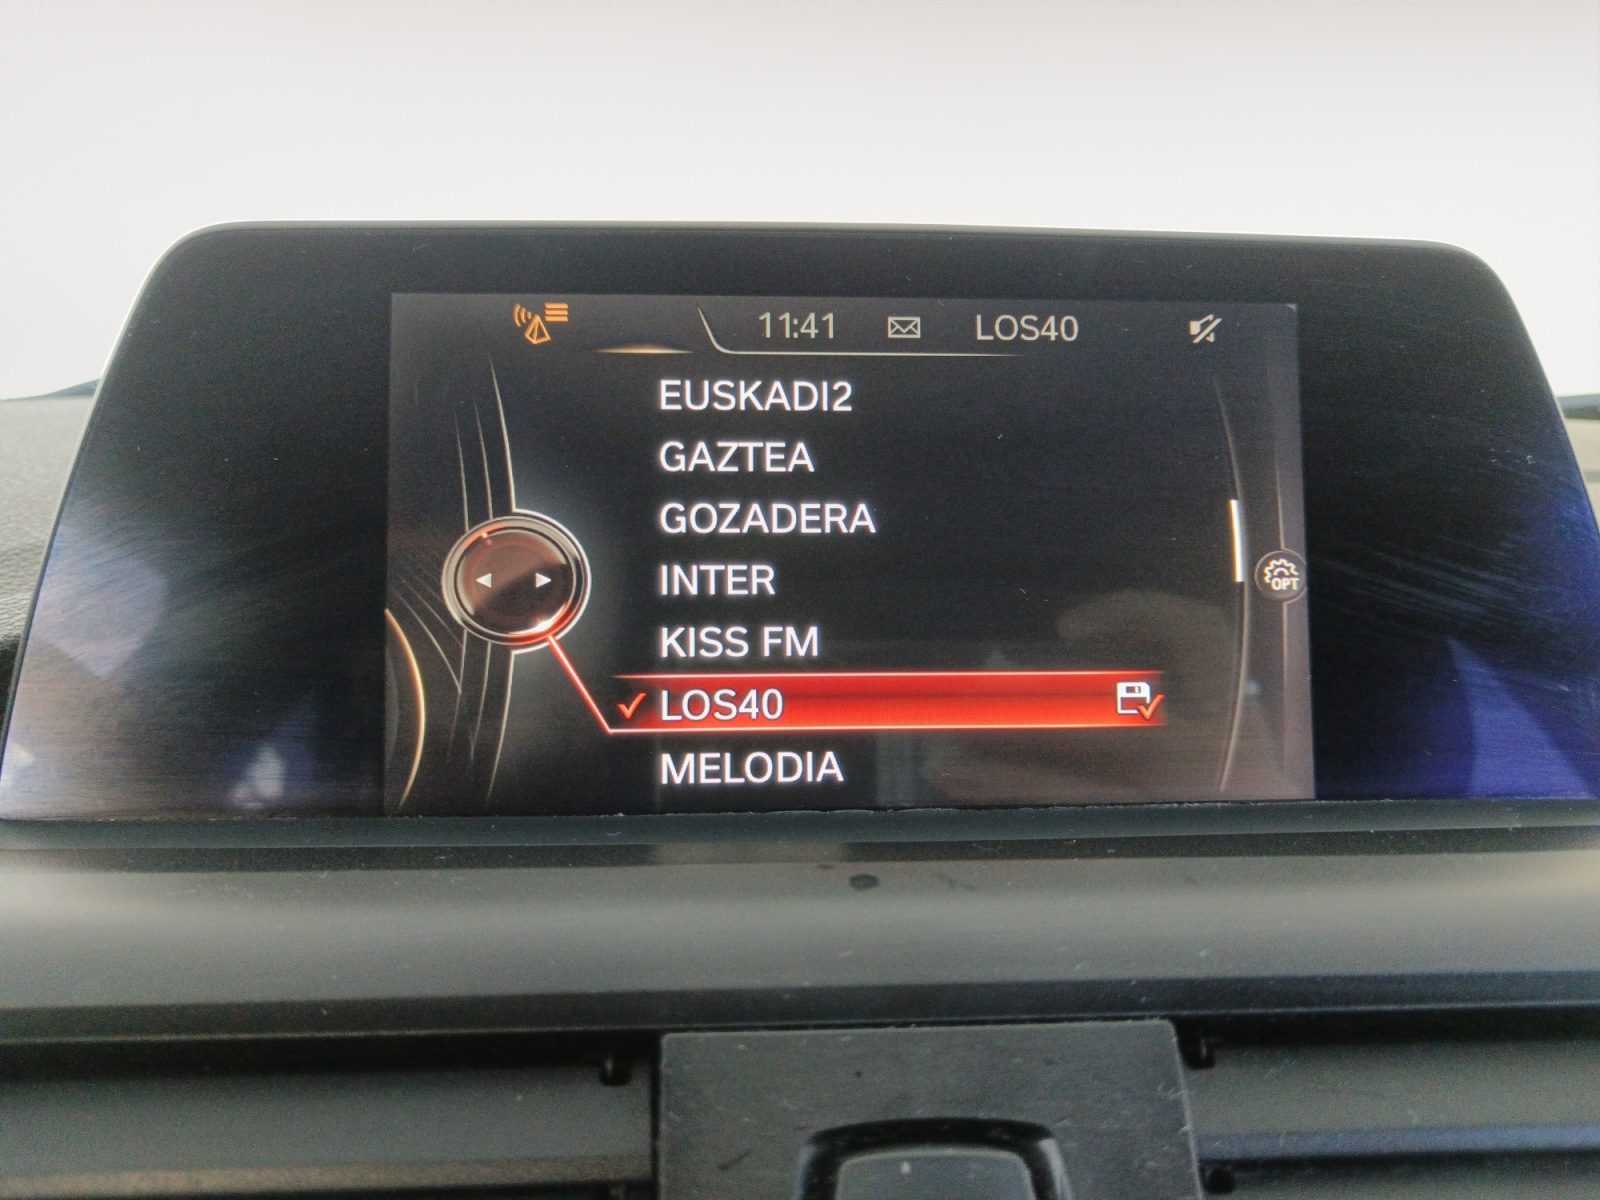 11:41 LOS40
EUSKADI2
GAZTEA
GOZADERA
INTER
OPT
KISS FM
LOS40
MELODIA